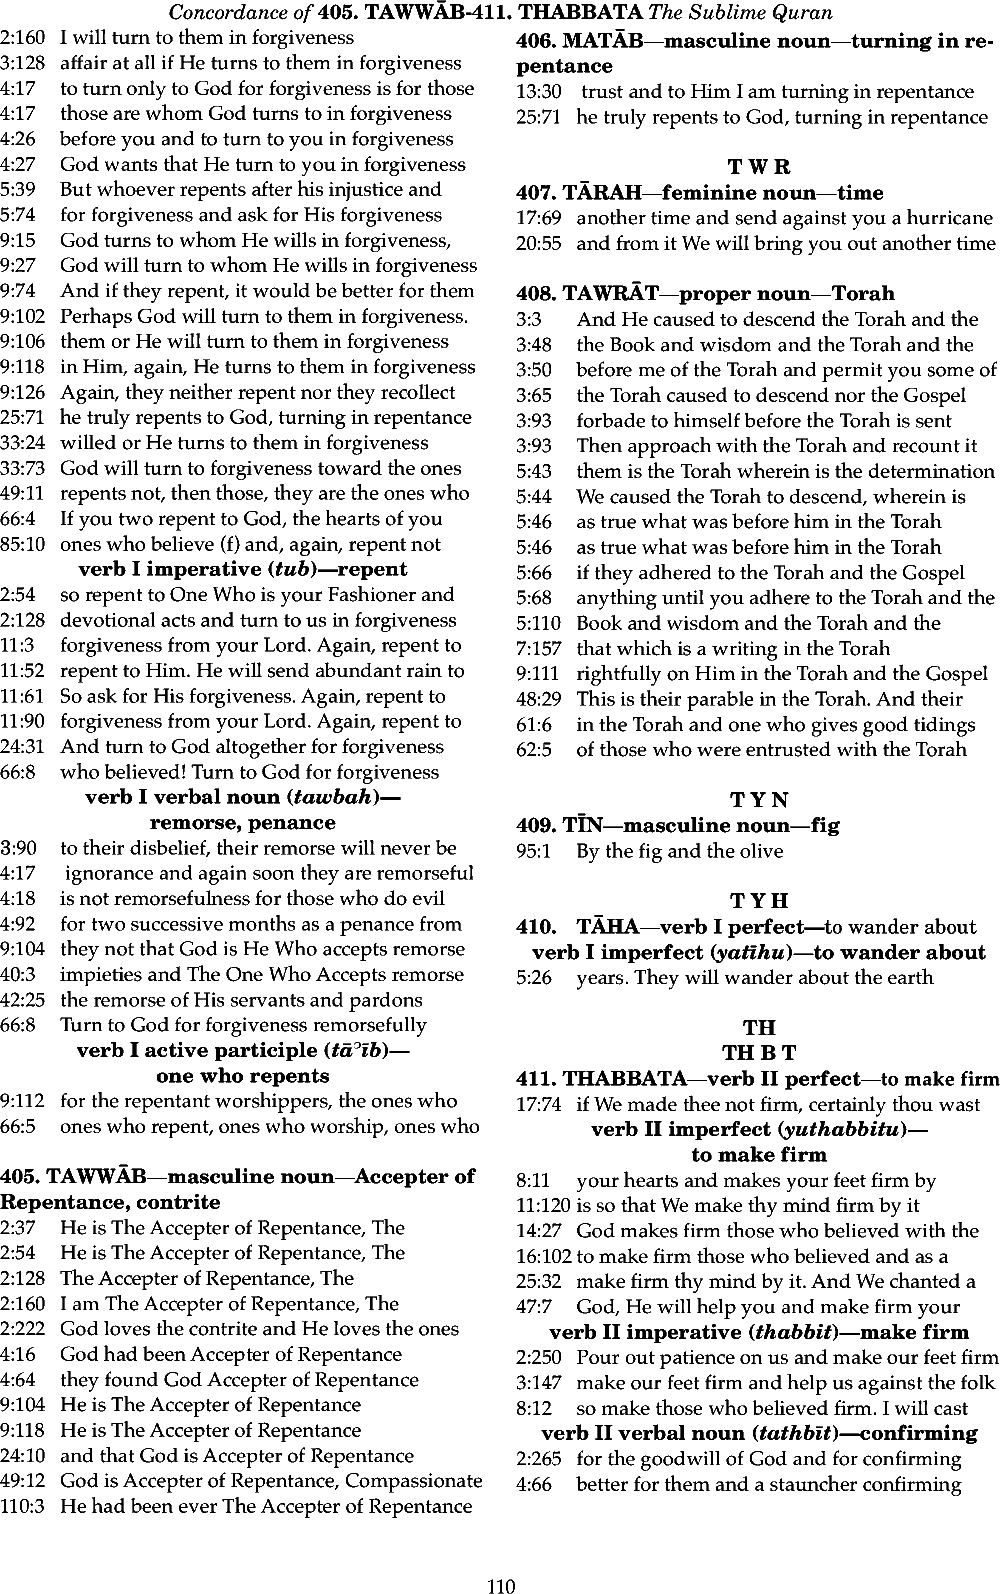 Concordance of 405. TAWWĀB-411. THABBATA The Sublime Quran
2:160 I will turn to them in forgiveness
3:128 affair at all if He turns to them in forgiveness
4:17 to turn only to God for forgiveness is for those
4:17 those are whom God turns to in forgiveness
4:26 before you and to turn to you in forgiveness
4:27 God wants that He turn to you in forgiveness
5:39 But whoever repents after his injustice and
5:74 for forgiveness and ask for His forgiveness
9:15 God turns to whom He wills in forgiveness,
9:27 God will turn to whom He wills in forgiveness
9:74 And if they repent, it would be better for them
9:102 Perhaps God will turn to them in forgiveness.
9:106 them or He will turn to them in forgiveness
9:118 in Him, again, He turns to them in forgiveness
9:126 Again, they neither repent nor they recollect
25:71 he truly repents to God, turning in repentance
33:24 willed or He turns to them in forgiveness
33:73 God will turn to forgiveness toward the ones
49:11 repents not, then those, they are the ones who
66:4 If you two repent to God, the hearts of you
85:10 ones who believe (f) and, again, repent not
verb I imperative (tub)—repent
2:54 so repent to One Who is your Fashioner and
2:128 devotional acts and turn to us in forgiveness
11:3 forgiveness from your Lord. Again, repent to
11:52 repent to Him. He will send abundant rain to
11:61 So ask for His forgiveness. Again, repent to
11:90 forgiveness from your Lord. Again, repent to
24:31 And turn to God altogether for forgiveness
66:8 who believed! Turn to God for forgiveness
verb I verbal noun (tawbah)—
remorse, penance
3:90 to their disbelief, their remorse will never be
4:17 ignorance and again soon they are remorseful
4:18 is not remorsefulness for those who do evil
4:92 for two successive months as a penance from
9:104 they not that God is He Who accepts remorse
40:3 impieties and The One Who Accepts remorse
42:25 the remorse of His servants and pardons
66:8 Turn to God for forgiveness remorsefully
verb I active participle (tāʾīb)—
one who repents
9:112 for the repentant worshippers, the ones who
66:5 ones who repent, ones who worship, ones who
405. TAWWĀB—masculine noun—Accepter of
Repentance, contrite
2:37 He is The Accepter of Repentance, The
2:54 He is The Accepter of Repentance, The
2:128 The Accepter of Repentance, The
2:160 I am The Accepter of Repentance, The
2:222 God loves the contrite and He loves the ones
4:16 God had been Accepter of Repentance
4:64 they found God Accepter of Repentance
9:104 He is The Accepter of Repentance
9:118 He is The Accepter of Repentance
24:10 and that God is Accepter of Repentance
49:12 God is Accepter of Repentance, Compassionate
110:3 He had been ever The Accepter of Repentance
406. MATĀB—masculine noun—turning in re-
pentance
13:30 trust and to Him I am turning in repentance
25:71 he truly repents to God, turning in repentance
T W R
407. TĀRAH—feminine noun—time
17:69 another time and send against you a hurricane
20:55 and from it We will bring you out another time
408. TAWRĀT—proper noun—Torah
3:3 And He caused to descend the Torah and the
3:48 the Book and wisdom and the Torah and the
3:50 before me of the Torah and permit you some of
3:65 the Torah caused to descend nor the Gospel
3:93 forbade to himself before the Torah is sent
3:93 Then approach with the Torah and recount it
5:43 them is the Torah wherein is the determination
5:44 We caused the Torah to descend, wherein is
5:46 as true what was before him in the Torah
5:46 as true what was before him in the Torah
5:66 if they adhered to the Torah and the Gospel
5:68 anything until you adhere to the Torah and the
5:110 Book and wisdom and the Torah and the
7:157 that which is a writing in the Torah
9:111 rightfully on Him in the Torah and the Gospel
48:29 This is their parable in the Torah. And their
61:6 in the Torah and one who gives good tidings
62:5 of those who were entrusted with the Torah
T Y N
409. TĪN—masculine noun—fig
95:1 By the fig and the olive
T Y H
410. TĀHA—verb I perfect—to wander about
verb I imperfect (yatīhu)—to wander about
5:26 years. They will wander about the earth
TH
TH B T
411. THABBATA—verb II perfect—to make firm
17:74 if We made thee not firm, certainly thou wast
verb II imperfect (yuthabbitu)—
to make firm
8:11 your hearts and makes your feet firm by
11:120 is so that We make thy mind firm by it
14:27 God makes firm those who believed with the
16:102 to make firm those who believed and as a
25:32 make firm thy mind by it. And We chanted a
47:7 God, He will help you and make firm your
verb II imperative (thabbit)—make firm
2:250 Pour out patience on us and make our feet firm
3:147 make our feet firm and help us against the folk
8:12 so make those who believed firm. I will cast
verb II verbal noun (tathbīt)—confirming
2:265 for the goodwill of God and for confirming
4:66 better for them and a stauncher confirming
110